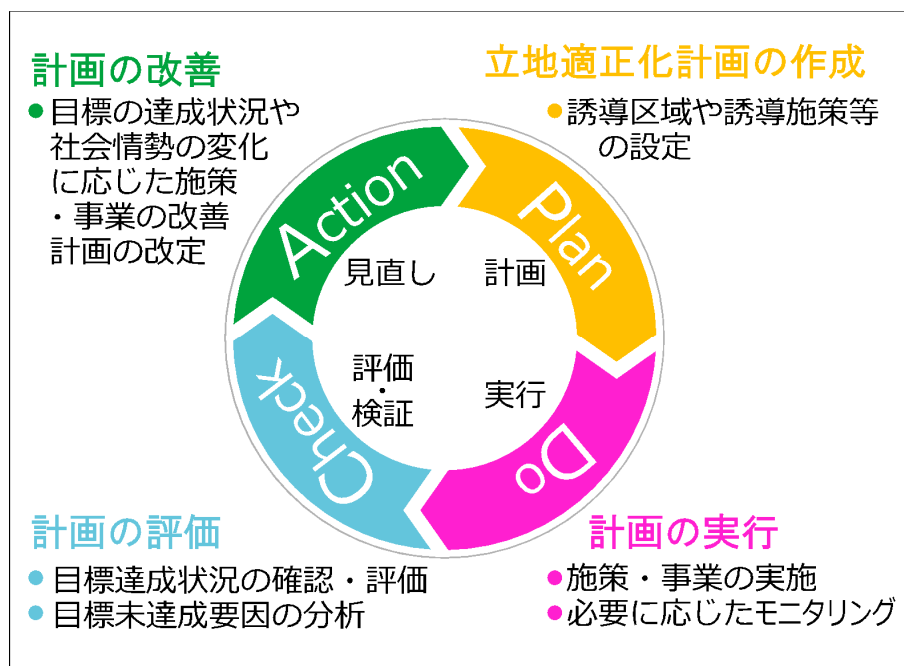 計画の改善
●目標の達成状況や
社会情勢の変化
に応じた施策
・事業の改善
計画の改定
立地適正化計画の作成
●誘導区域や誘導施策等
の設定
Action
Plan
見直し
計画
評価
・
検証
実行
Check
Do
計画の評価
●目標達成状況の確認・評価
●目標未達成要因の分析
計画の実行
●施策・事業の実施
●必要に応じたモニタリング